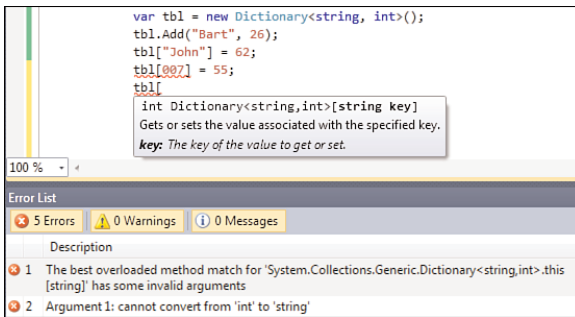 var tbl = new Dictionary<string, int>();
tbl.Add("Bart", 26);
tbl["John"] = 62;
tbl[007] = 55;
tbl[
int Dictionary<string,int>[string key]
Gets or sets the value associated with the specified key.
key: The key of the value to get or set.
100 %
Error List
5 Errors 0 Warnings 0 Messages
Description
1 The best overloaded method match for 'System.Collections.Generic.Dictionary<string,int>.this
[string]' has some invalid arguments
2 Argument 1: cannot convert from 'int' to 'string'